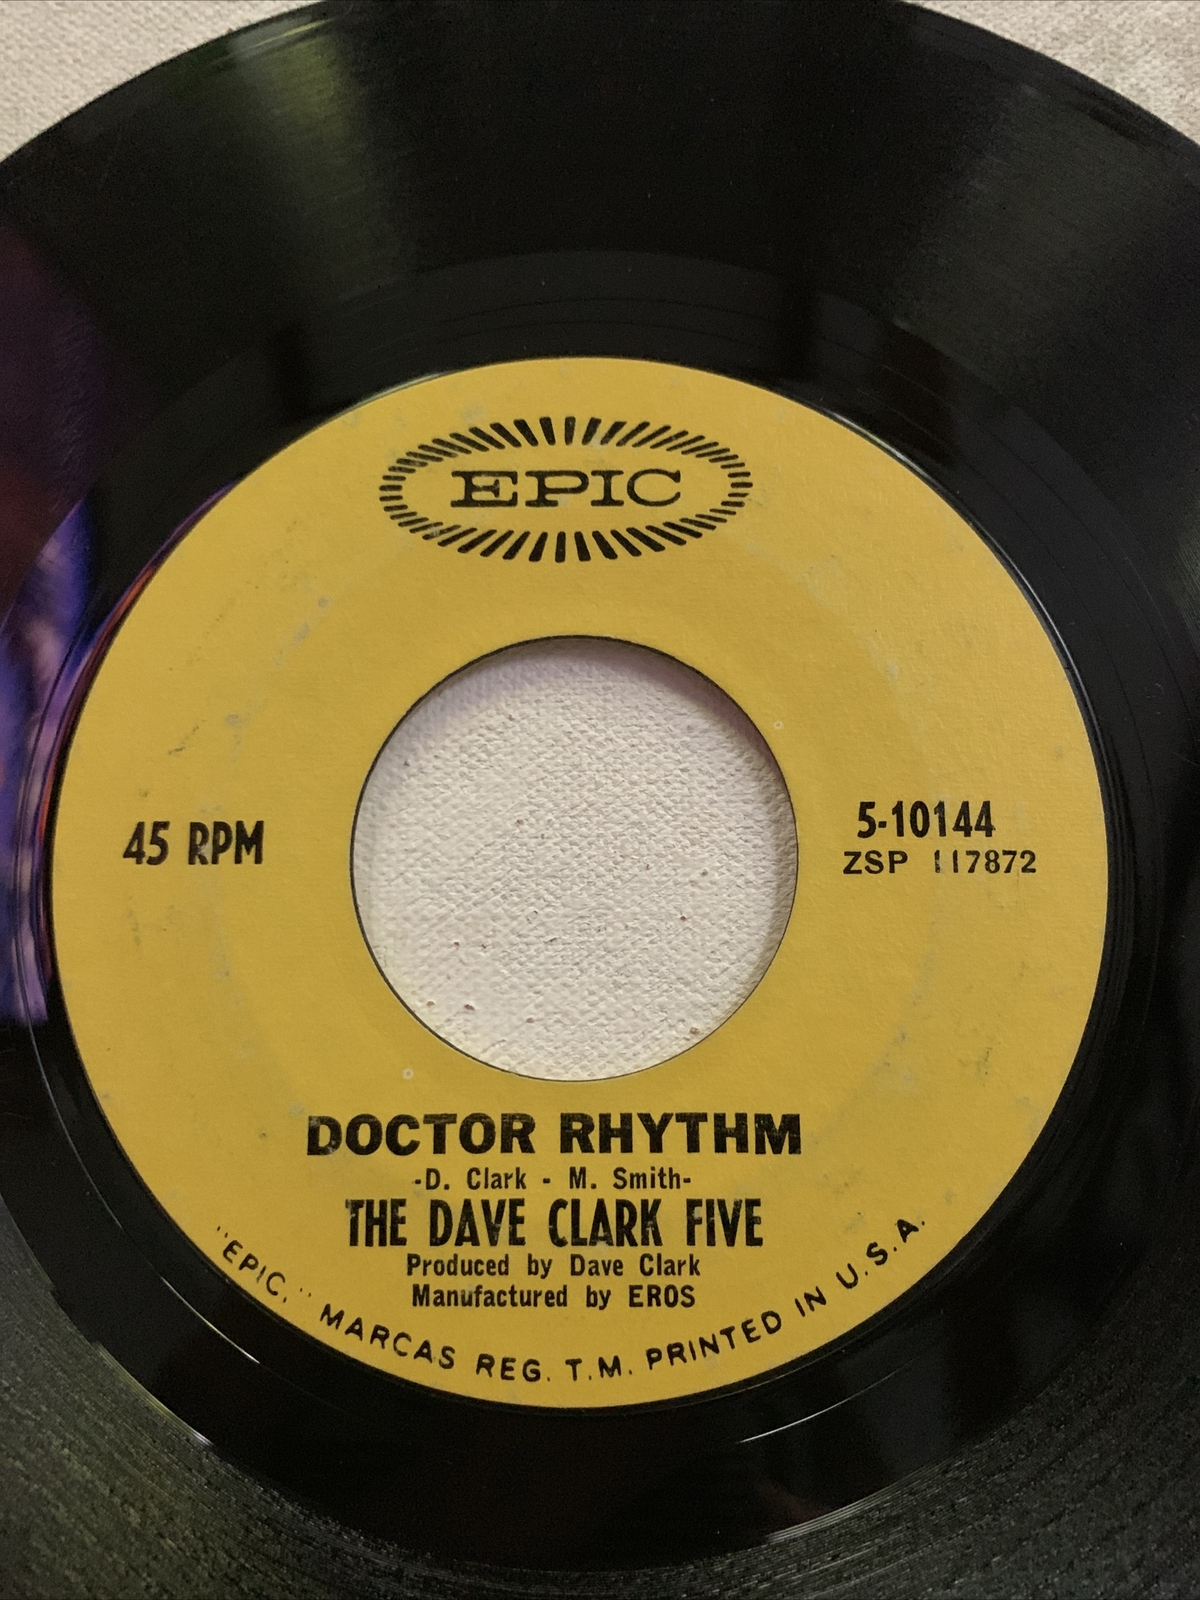 EPIC
45 RPM
5-10144
ZSP 117872
DOCTOR RHYTHM
-D. Clark - M. Smith-
THE DAVE CLARK FIVE
Produced by Dave Clark
Manufactured by EROS
"EPIC," MARCAS REG. T.M. PRINTED IN U.S.A.